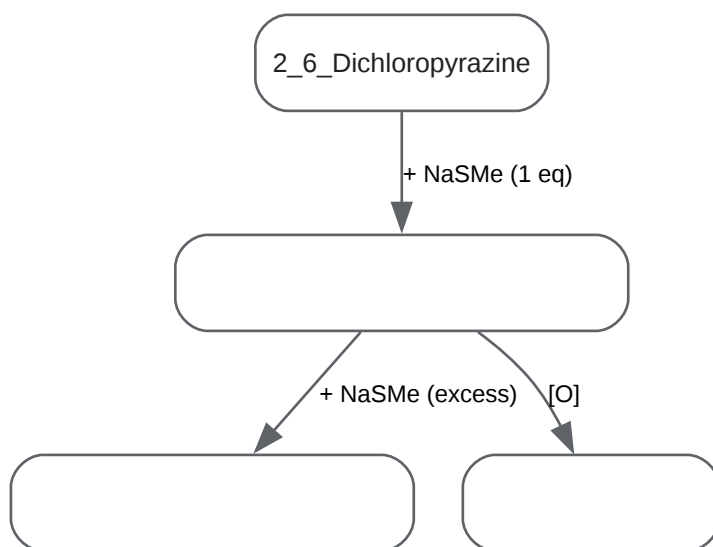 2_6_Dichloropyrazine
+ NaSMe (1 eq)
+ NaSMe (excess)
[O]